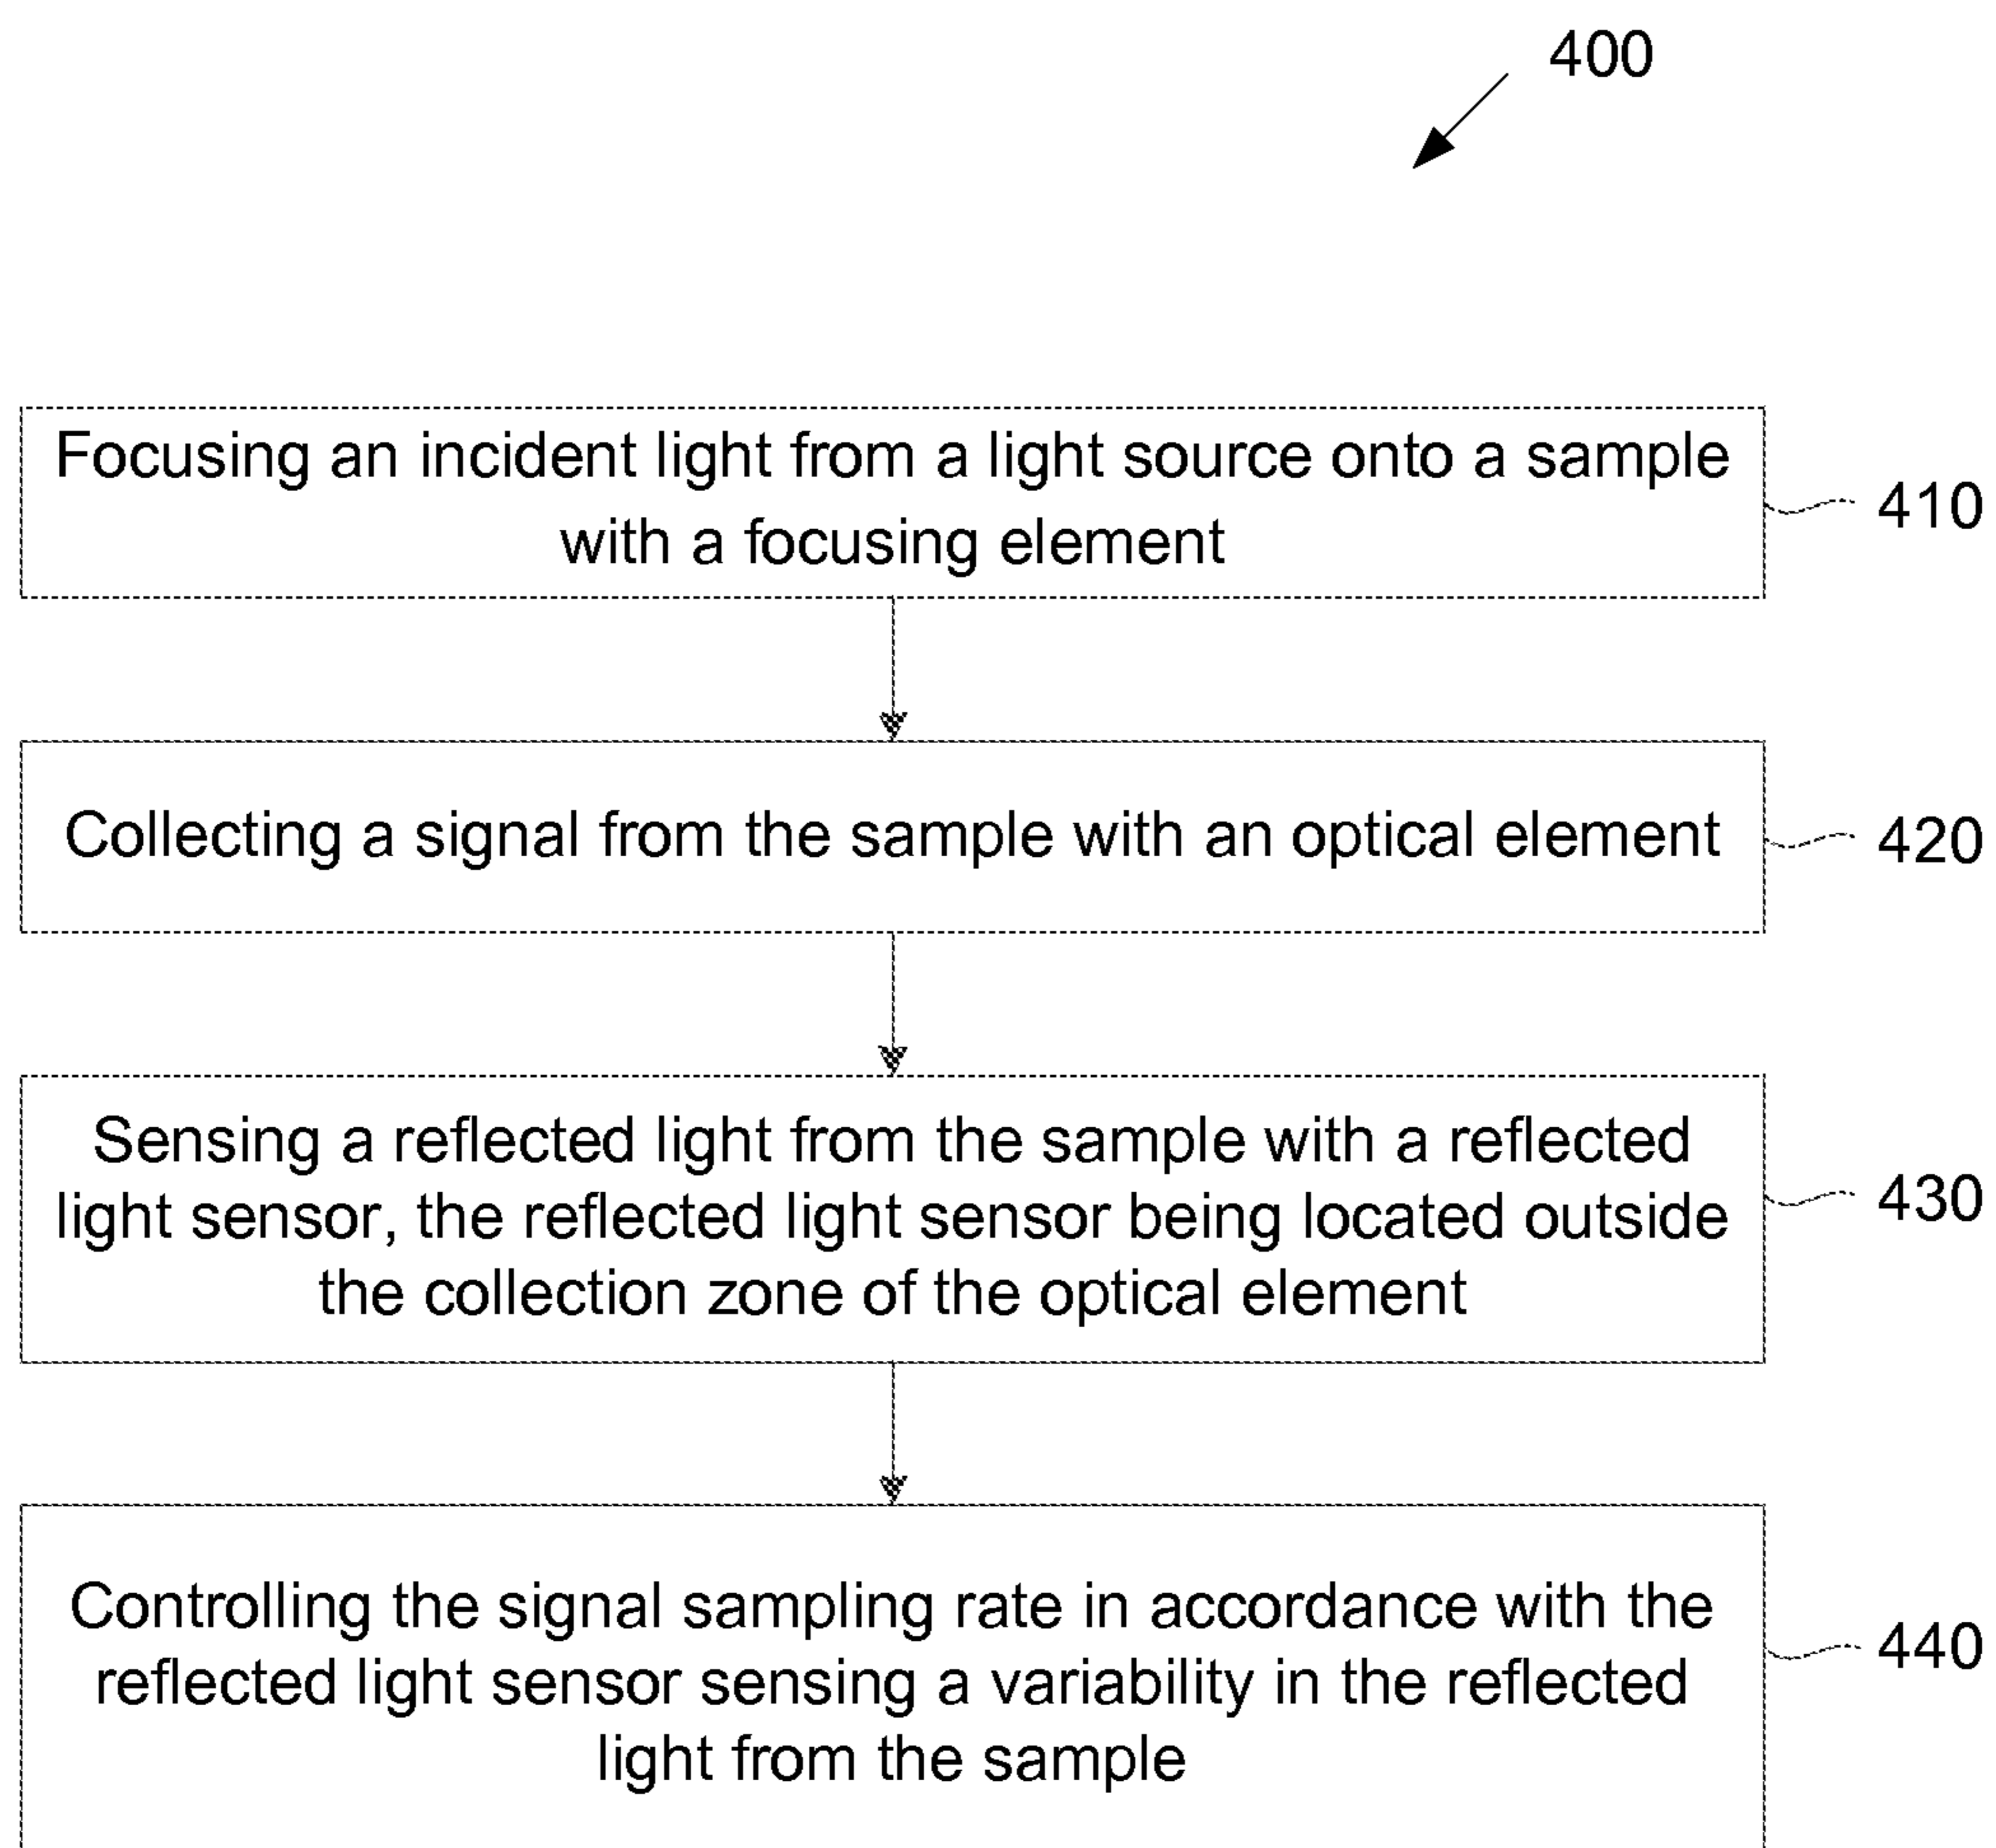 400
Focusing an incident light from a light source onto a sample
with a focusing element
410
Collecting a signal from the sample with an optical element
420
Sensing a reflected light from the sample with a reflected
light sensor, the reflected light sensor being located outside
the collection zone of the optical element
430
Controlling the signal sampling rate in accordance with the
reflected light sensor sensing a variability in the reflected
light from the sample
440